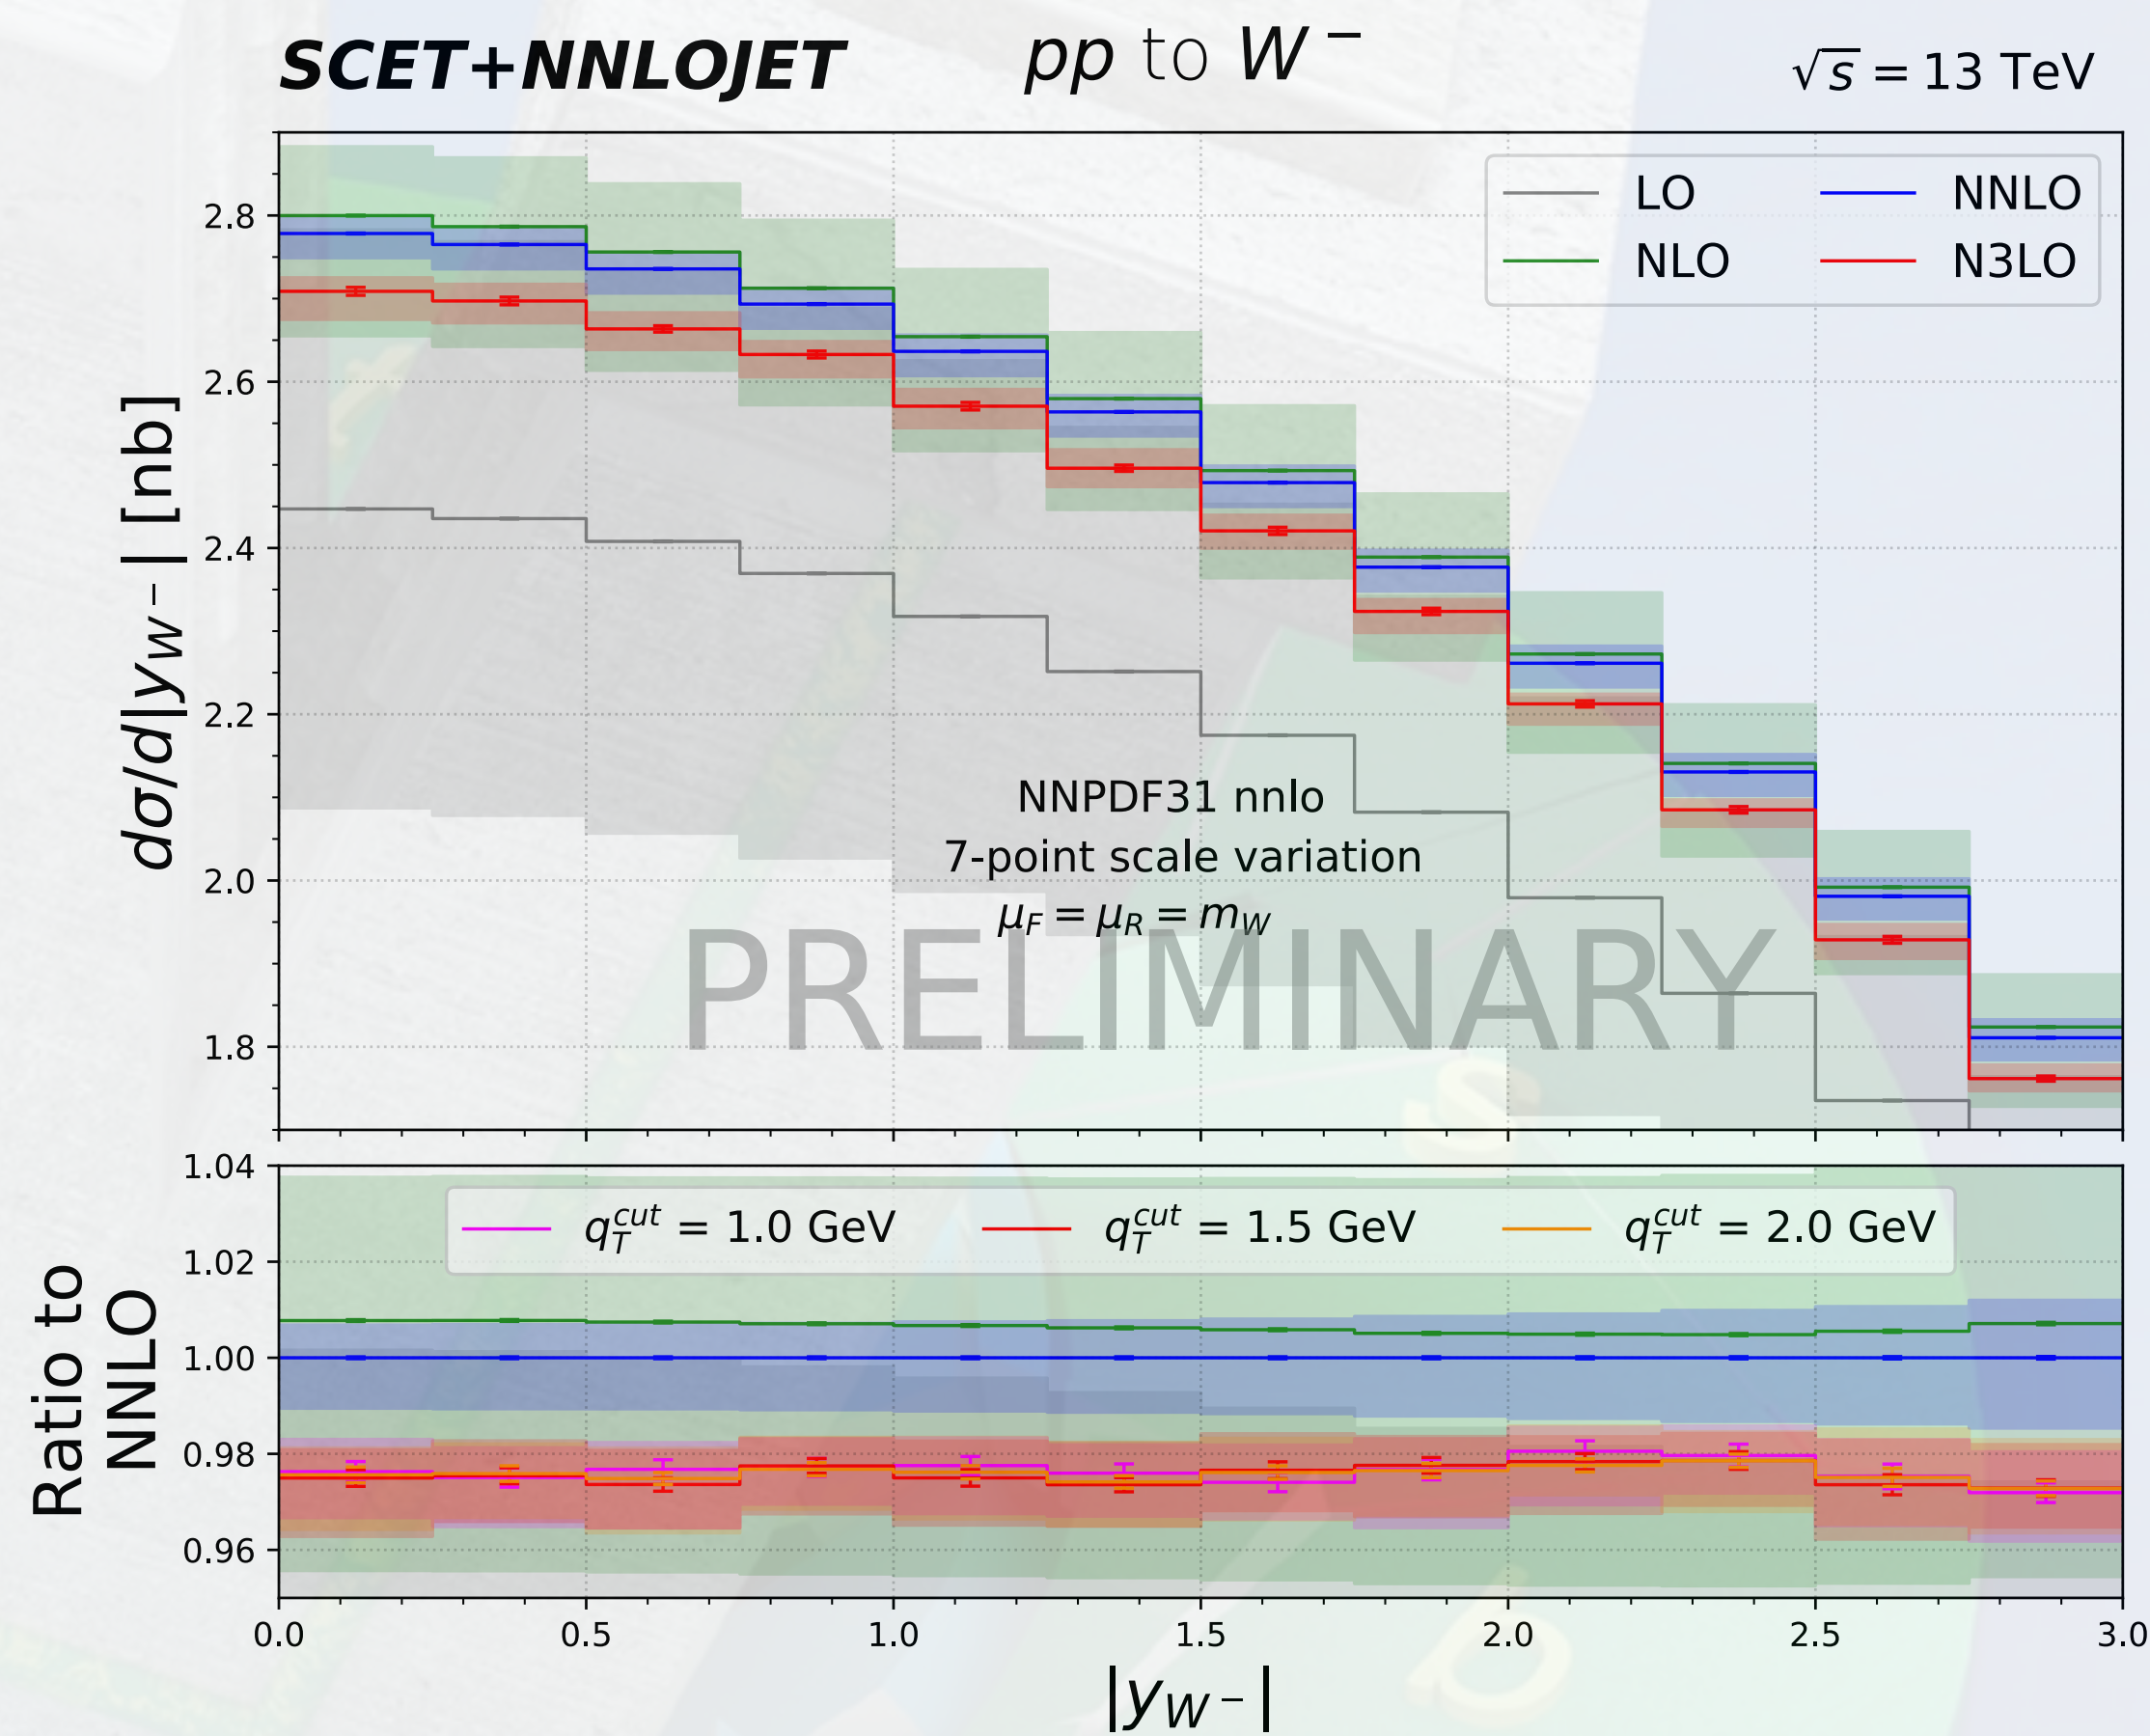 SCET+NNLOJET pp to W⁻ √s = 13 TeV
LO NNLO
NLO N3LO
dσ/d|y_W⁻| [nb]
2.8
2.6
2.4
2.2
2.0
1.8
NNPDF31 nnlo
7-point scale variation
μ_F = μ_R = m_W
PRELIMINARY
q_T^cut = 1.0 GeV q_T^cut = 1.5 GeV q_T^cut = 2.0 GeV
Ratio to
NNLO
1.04
1.02
1.00
0.98
0.96
0.0 0.5 1.0 1.5 2.0 2.5 3.0
|y_W⁻|